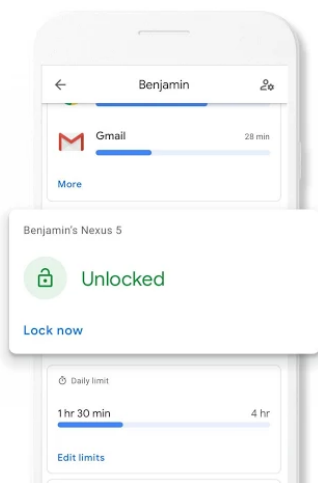 Benjamin
Gmail
28 min
More
Benjamin's Nexus 5
Unlocked
Lock now
Daily limit
1 hr 30 min
4 hr
Edit limits